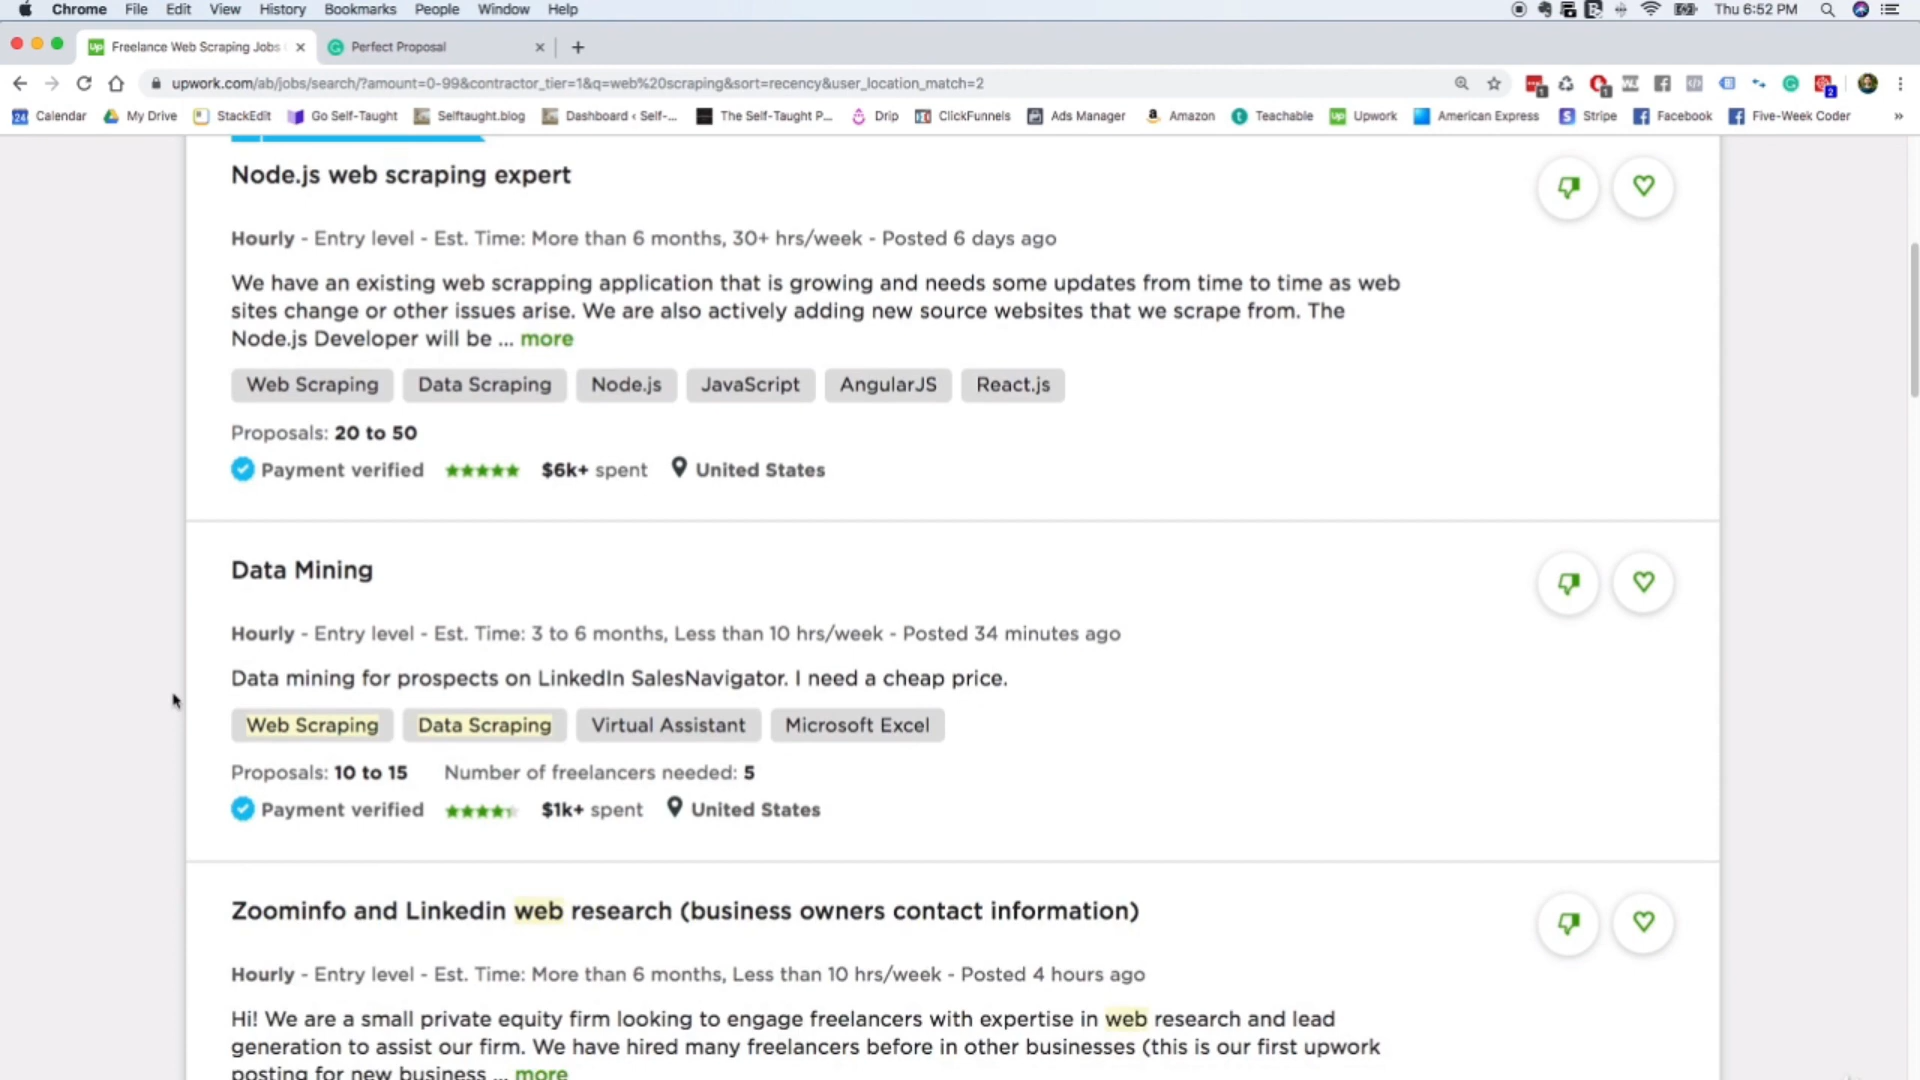 Chrome File Edit View History Bookmarks People Window Help Thu 6:52 PM
Freelance Web Scraping Jobs Perfect Proposal
upwork.com/ab/jobs/search/?amount=0-99&contractor_tier=1&q=web%20scraping&sort=recency&user_location_match=2
24 Calendar My Drive StackEdit Go Self-Taught Selftaught.blog Dashboard ‹ Self-... The Self-Taught P... Drip ClickFunnels Ads Manager Amazon Teachable Upwork American Express Stripe Facebook Five-Week Coder »
Node.js web scraping expert
Hourly - Entry level - Est. Time: More than 6 months, 30+ hrs/week - Posted 6 days ago
We have an existing web scrapping application that is growing and needs some updates from time to time as web
sites change or other issues arise. We are also actively adding new source websites that we scrape from. The
Node.js Developer will be ... more
Web Scraping Data Scraping Node.js JavaScript AngularJS React.js
Proposals: 20 to 50
Payment verified $6k+ spent United States
Data Mining
Hourly - Entry level - Est. Time: 3 to 6 months, Less than 10 hrs/week - Posted 34 minutes ago
Data mining for prospects on LinkedIn SalesNavigator. I need a cheap price.
Web Scraping Data Scraping Virtual Assistant Microsoft Excel
Proposals: 10 to 15 Number of freelancers needed: 5
Payment verified $1k+ spent United States
Zoominfo and Linkedin web research (business owners contact information)
Hourly - Entry level - Est. Time: More than 6 months, Less than 10 hrs/week - Posted 4 hours ago
Hi! We are a small private equity firm looking to engage freelancers with expertise in web research and lead
generation to assist our firm. We have hired many freelancers before in other businesses (this is our first upwork
posting for new business ... more